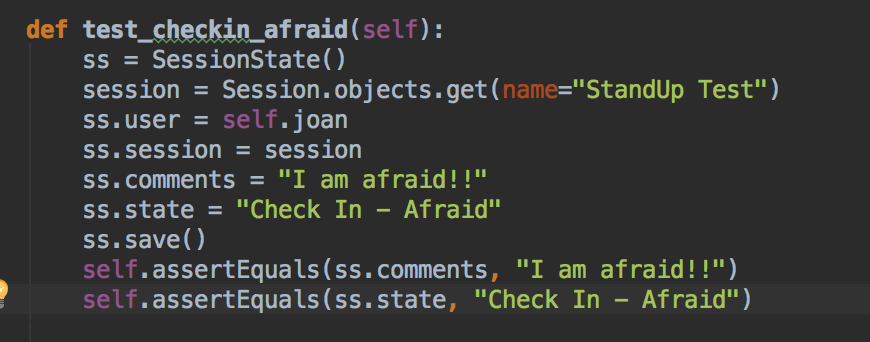 def test_checkin_afraid(self):
    ss = SessionState()
    session = Session.objects.get(name="StandUp Test")
    ss.user = self.joan
    ss.session = session
    ss.comments = "I am afraid!!"
    ss.state = "Check In – Afraid"
    ss.save()
    self.assertEquals(ss.comments, "I am afraid!!")
    self.assertEquals(ss.state, "Check In – Afraid")